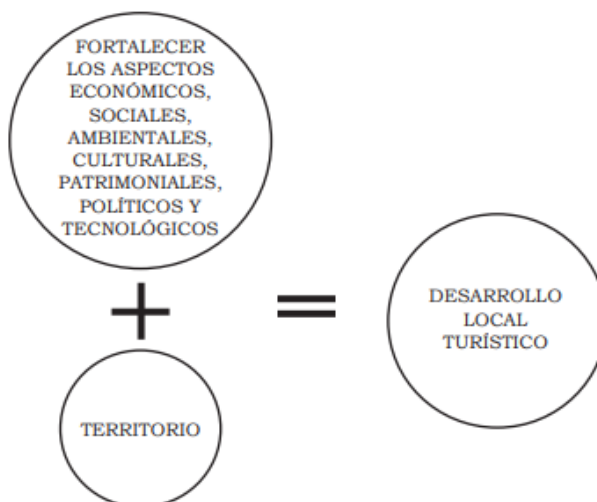 FORTALECER
LOS ASPECTOS
ECONÓMICOS,
SOCIALES,
AMBIENTALES,
CULTURALES,
PATRIMONIALES,
POLÍTICOS Y
TECNOLÓGICOS
+
=
DESARROLLO
LOCAL
TURÍSTICO
TERRITORIO